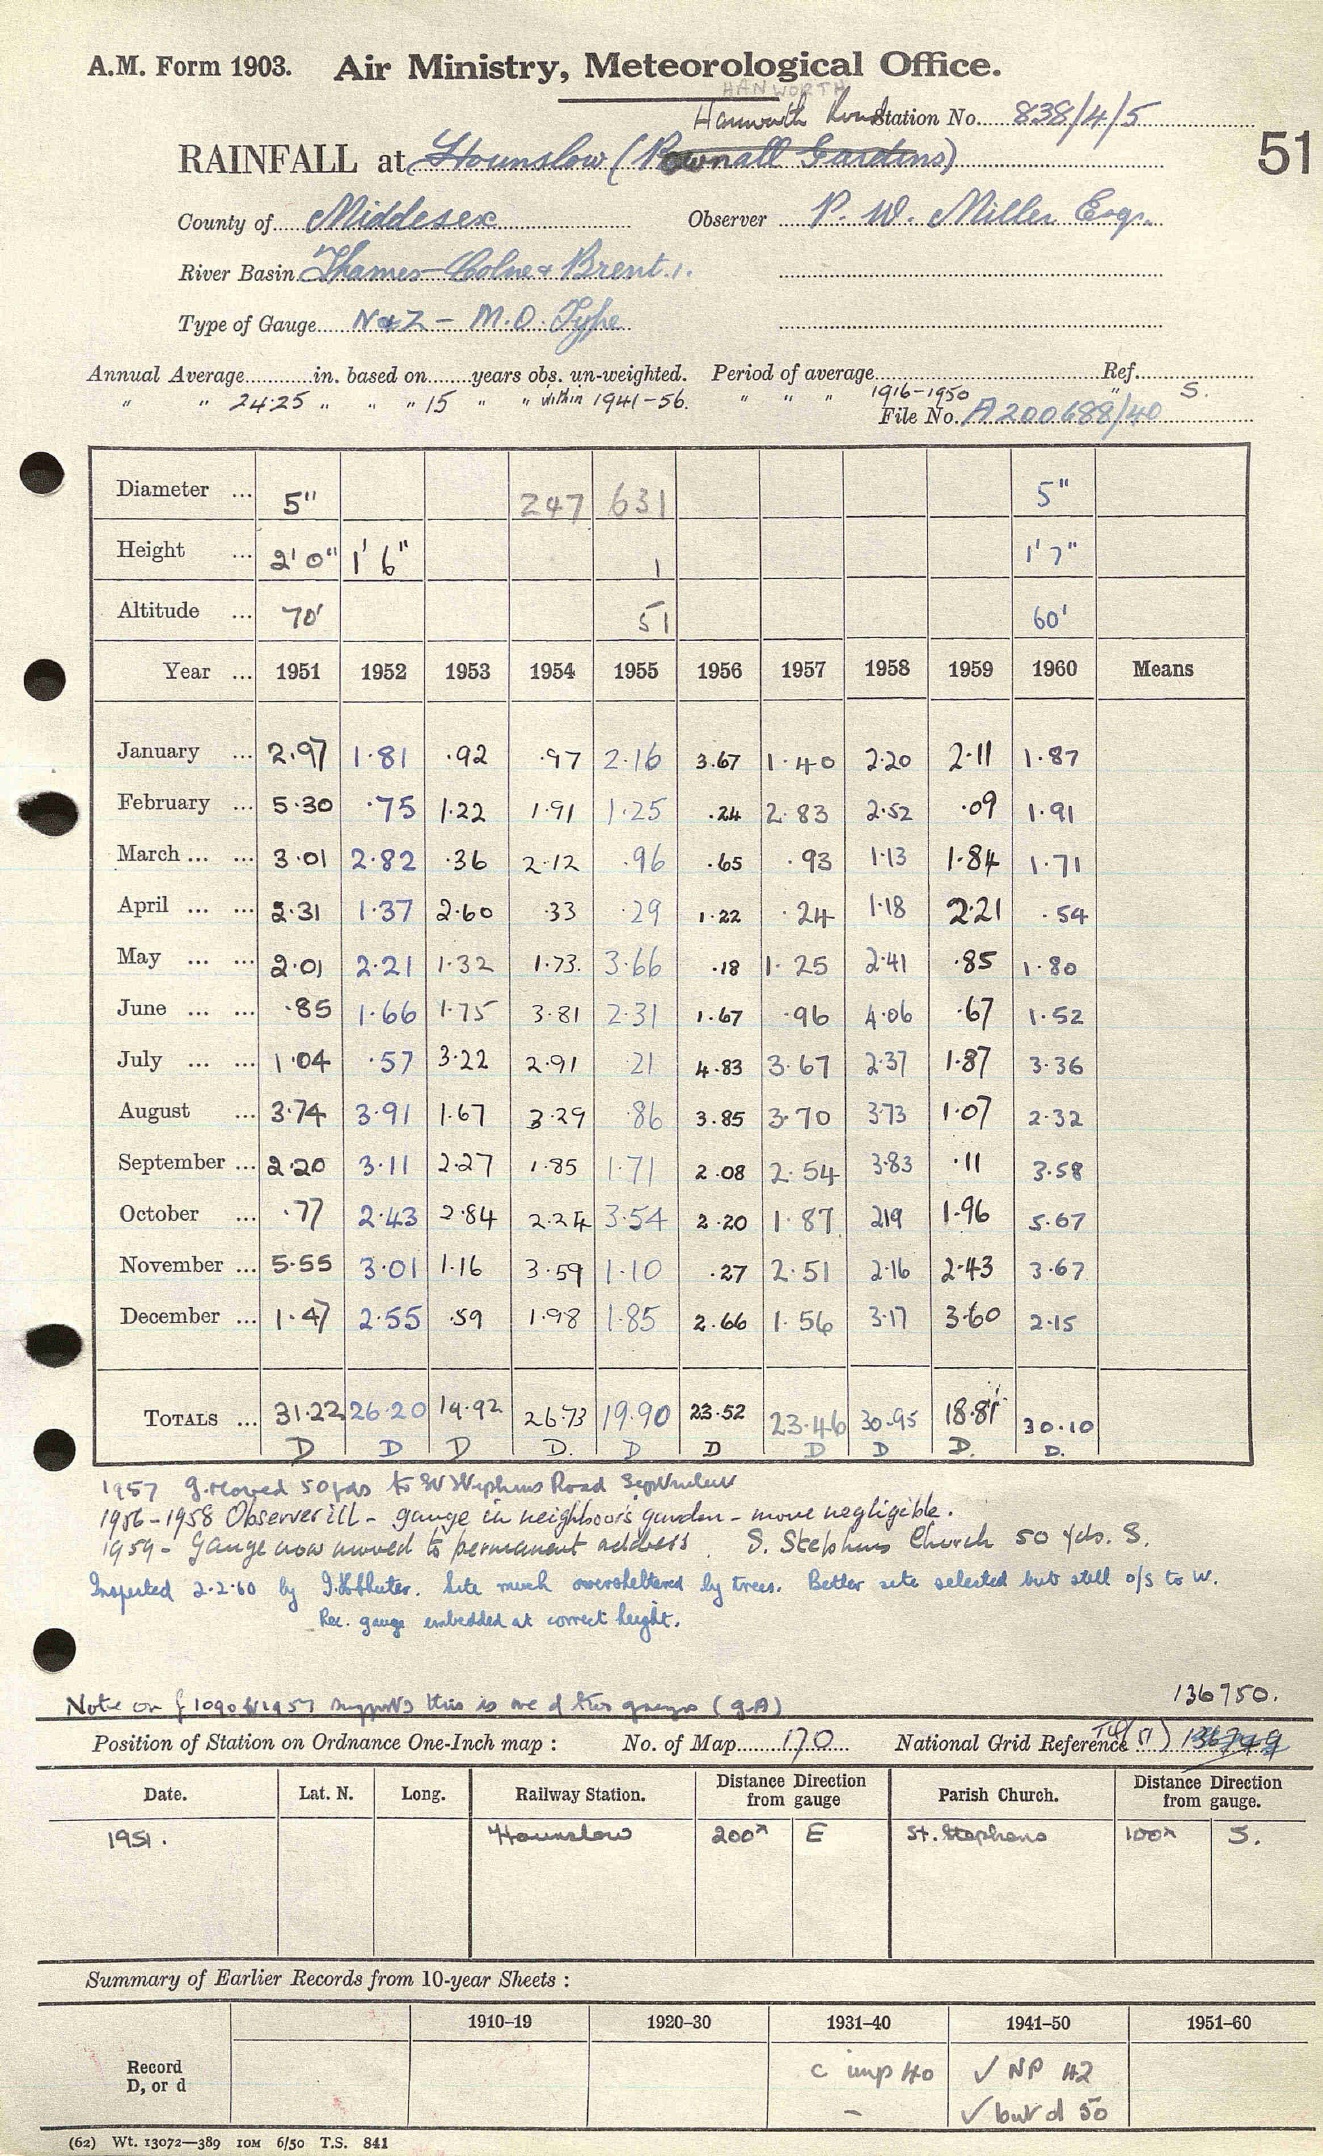 A.M. Form 1903. Air Ministry, Meteorological Office.
HANWORTH
Hanworth Road Station No. 838/4/5
RAINFALL at Hounslow (Pownall Gardens) 51
County of Middlesex Observer P. W. Miller Esq.
River Basin Thames - Colne & Brent 1.
Type of Gauge N & Z - M.O. Type
Annual Average in. based on years obs. un-weighted. Period of average Ref.
" " 24.25 " " " 15 " " within 1941-56. " " " 1916-1950 " S.
File No. A200688/40
Diameter ... 5" 247 631 5"
Height ... 2' 0" 1' 6" 1 1' 7"
Altitude ... 70' 51 60'
Year ... 1951 1952 1953 1954 1955 1956 1957 1958 1959 1960 Means
January ... 2.97 1.81 .92 .97 2.16 3.67 1.40 2.20 2.11 1.87
February ... 5.30 .75 1.22 1.91 1.25 .24 2.83 2.52 .09 1.91
March ... ... 3.01 2.82 .36 2.12 .96 .65 .93 1.13 1.84 1.71
April ... ... 2.31 1.37 2.60 .33 .29 1.22 .24 1.18 2.21 .54
May ... ... 2.01 2.21 1.32 1.73. 3.66 .18 1.25 2.41 .85 1.80
June ... ... .85 1.66 1.75 3.81 2.31 1.67 .96 4.06 .67 1.52
July ... ... 1.04 .57 3.22 2.91 .21 4.83 3.67 2.37 1.87 3.36
August ... 3.74 3.91 1.67 3.29 .86 3.85 3.70 3.73 1.07 2.32
September ... 2.20 3.11 2.27 1.85 1.71 2.08 2.54 3.83 .11 3.58
October ... .77 2.43 2.84 2.24 3.54 2.20 1.87 2.19 1.96 5.67
November ... 5.55 3.01 1.16 3.59 1.10 .27 2.51 2.16 2.43 3.67
December ... 1.47 2.55 .59 1.98 1.85 2.66 1.56 3.17 3.60 2.15
TOTALS ... 31.22 26.20 19.92 26.73 19.90 23.52 23.46 30.95 18.81 30.10
D D D D. D D D D D. D.
1957 g. moved 50 yds to St Stephens Road September
1956-1958 Observer ill - gauge in neighbour's garden - move negligible.
1959 - Gauge now moved to permanent address. S. Stephens Church 50 yds. S.
Inspected 2.2.60 by Site much oversheltered by trees. Better site selected but still o/s to W.
Rec. gauge embedded at correct height.
Note on f 1090 1957 suggests this is one of two gauges (g.A)
136750.
Position of Station on Ordnance One-Inch map : No. of Map 170 National Grid Reference
Date. Lat. N. Long. Railway Station. Distance Direction from gauge Parish Church. Distance Direction from gauge.
1951. Hounslow 200x E St. Stephens 100x S.
Summary of Earlier Records from 10-year Sheets :
1910-19 1920-30 1931-40 1941-50 1951-60
Record D, or d
c imp 40 ✓ NP 42
- ✓ but d 50
(62) Wt. 13072—389 10M 6/50 T.S. 841